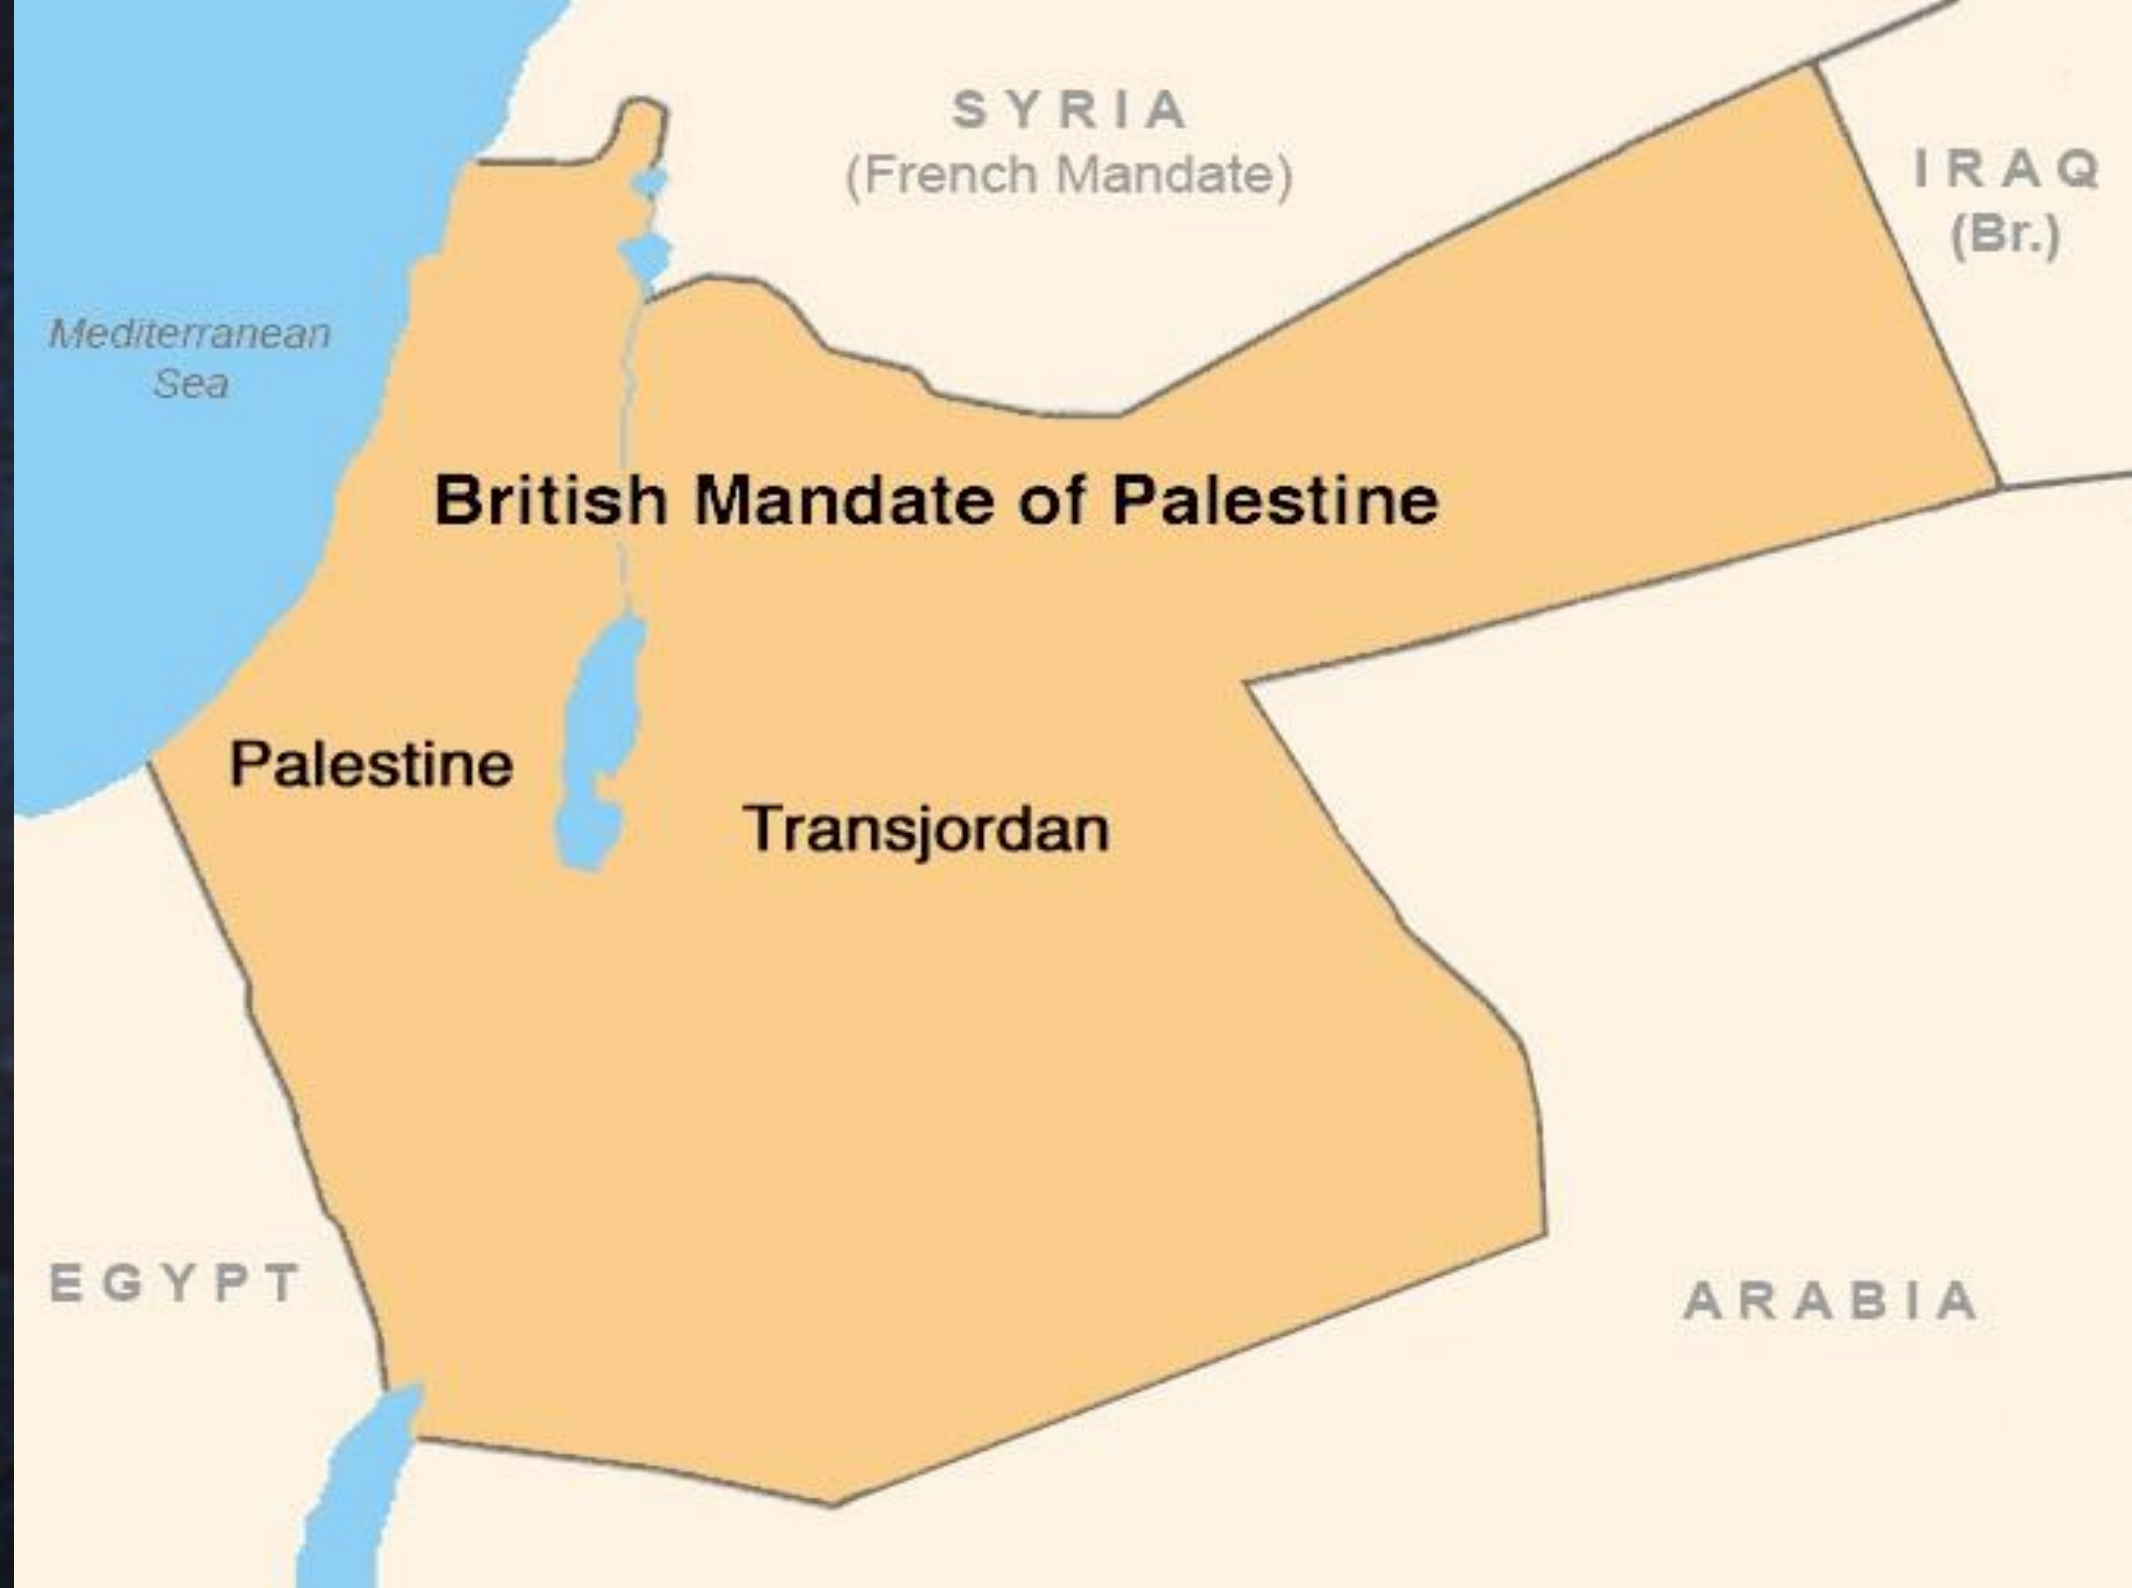 SYRIA
(French Mandate)
IRAQ
(Br.)
Mediterranean
Sea
British Mandate of Palestine
Palestine
Transjordan
EGYPT
ARABIA